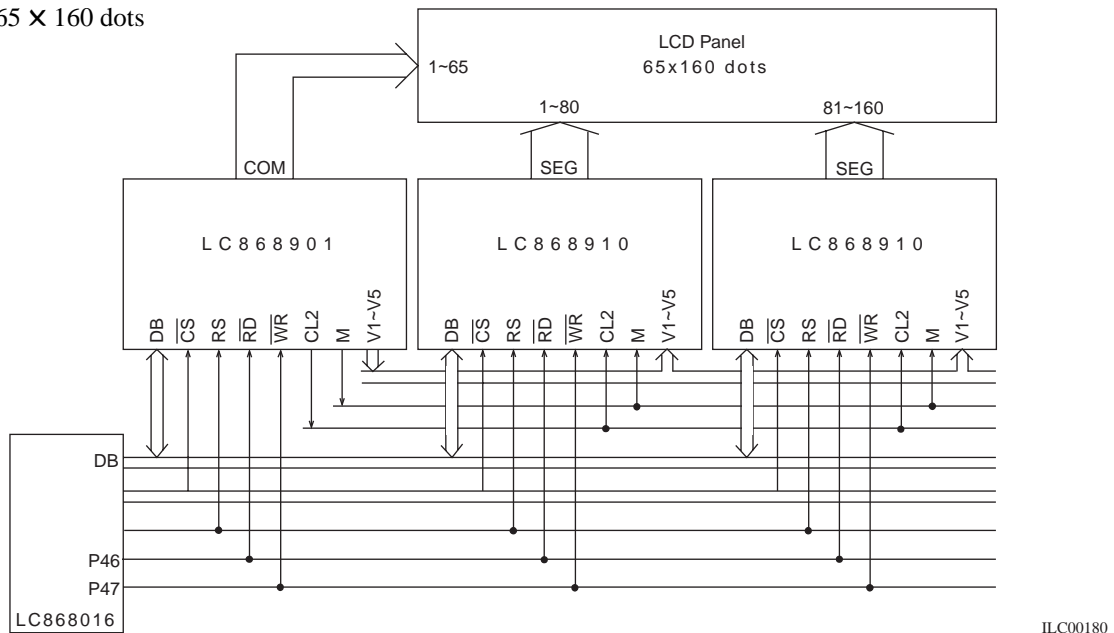 65 × 160 dots
LCD Panel
65x160 dots
1~65
1~80
81~160
COM
SEG
SEG
LC868901
LC868910
LC868910
DB
CS
RS
RD
WR
CL2
M
V1~V5
DB
CS
RS
RD
WR
CL2
M
V1~V5
DB
CS
RS
RD
WR
CL2
M
V1~V5
DB
P46
P47
LC868016
ILC00180